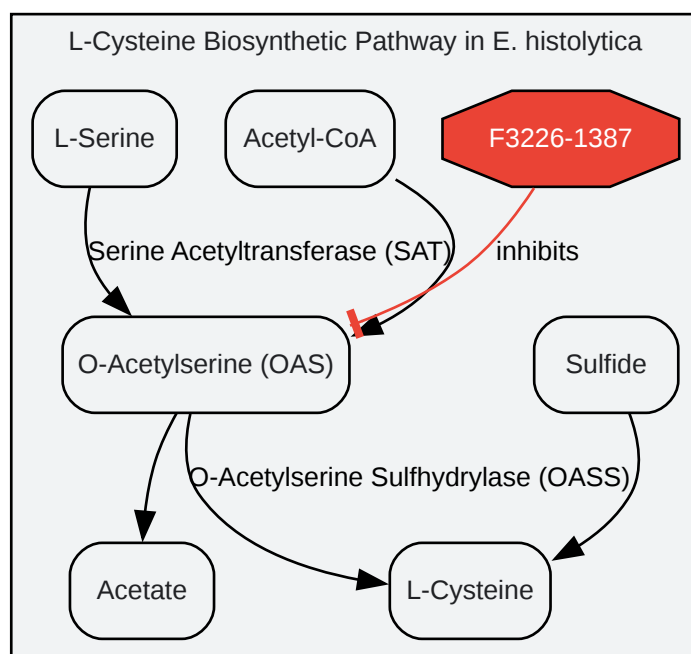 L-Cysteine Biosynthetic Pathway in E. histolytica
L-Serine
Acetyl-CoA
F3226-1387
Serine Acetyltransferase (SAT)
inhibits
O-Acetylserine (OAS)
Sulfide
O-Acetylserine Sulfhydrylase (OASS)
Acetate
L-Cysteine